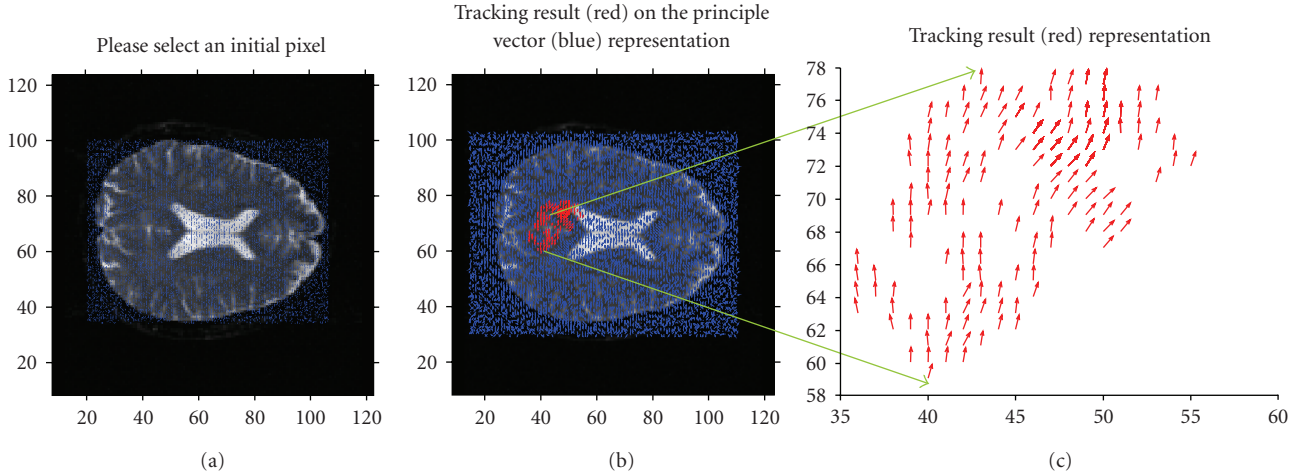 Please select an initial pixel
120
100
80
60
40
20
20 40 60 80 100 120
(a)
Tracking result (red) on the principle
vector (blue) representation
120
100
80
60
40
20
20 40 60 80 100 120
(b)
Tracking result (red) representation
78
76
74
72
70
68
66
64
62
60
58
35 40 45 50 55 60
(c)